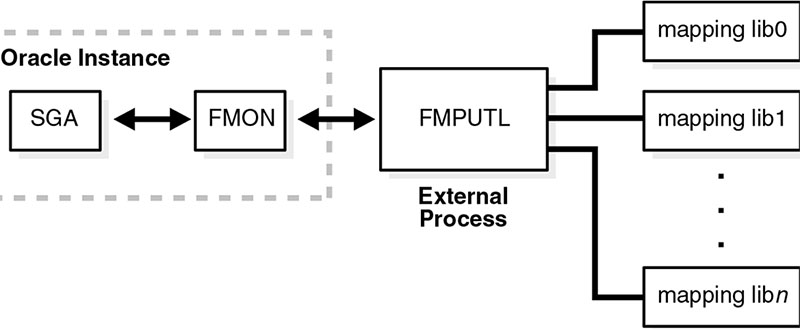 Oracle Instance
SGA
FMON
FMPUTL
External
Process
mapping lib0
mapping lib1
mapping libn